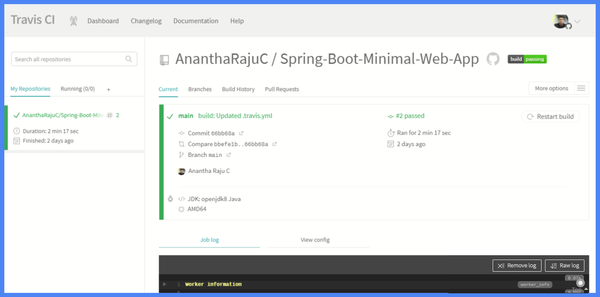 Travis CI
Dashboard
Changelog
Documentation
Help
Search all repositories
My Repositories
Running (0/0)
+
AnanthaRajuC/Spring-Boot-Mi
# 2
Duration: 2 min 17 sec
Finished: 2 days ago
AnanthaRajuC / Spring-Boot-Minimal-Web-App
build passing
Current
Branches
Build History
Pull Requests
More options
main build: Updated .travis.yml
#2 passed
Restart build
Commit 66bb68a
Ran for 2 min 17 sec
Compare bbefe1b..66bb68a
2 days ago
Branch main
Anantha Raju C
JDK: openjdk8 Java
AMD64
Job log
View config
Remove log
Raw log
1 Worker information
worker_info